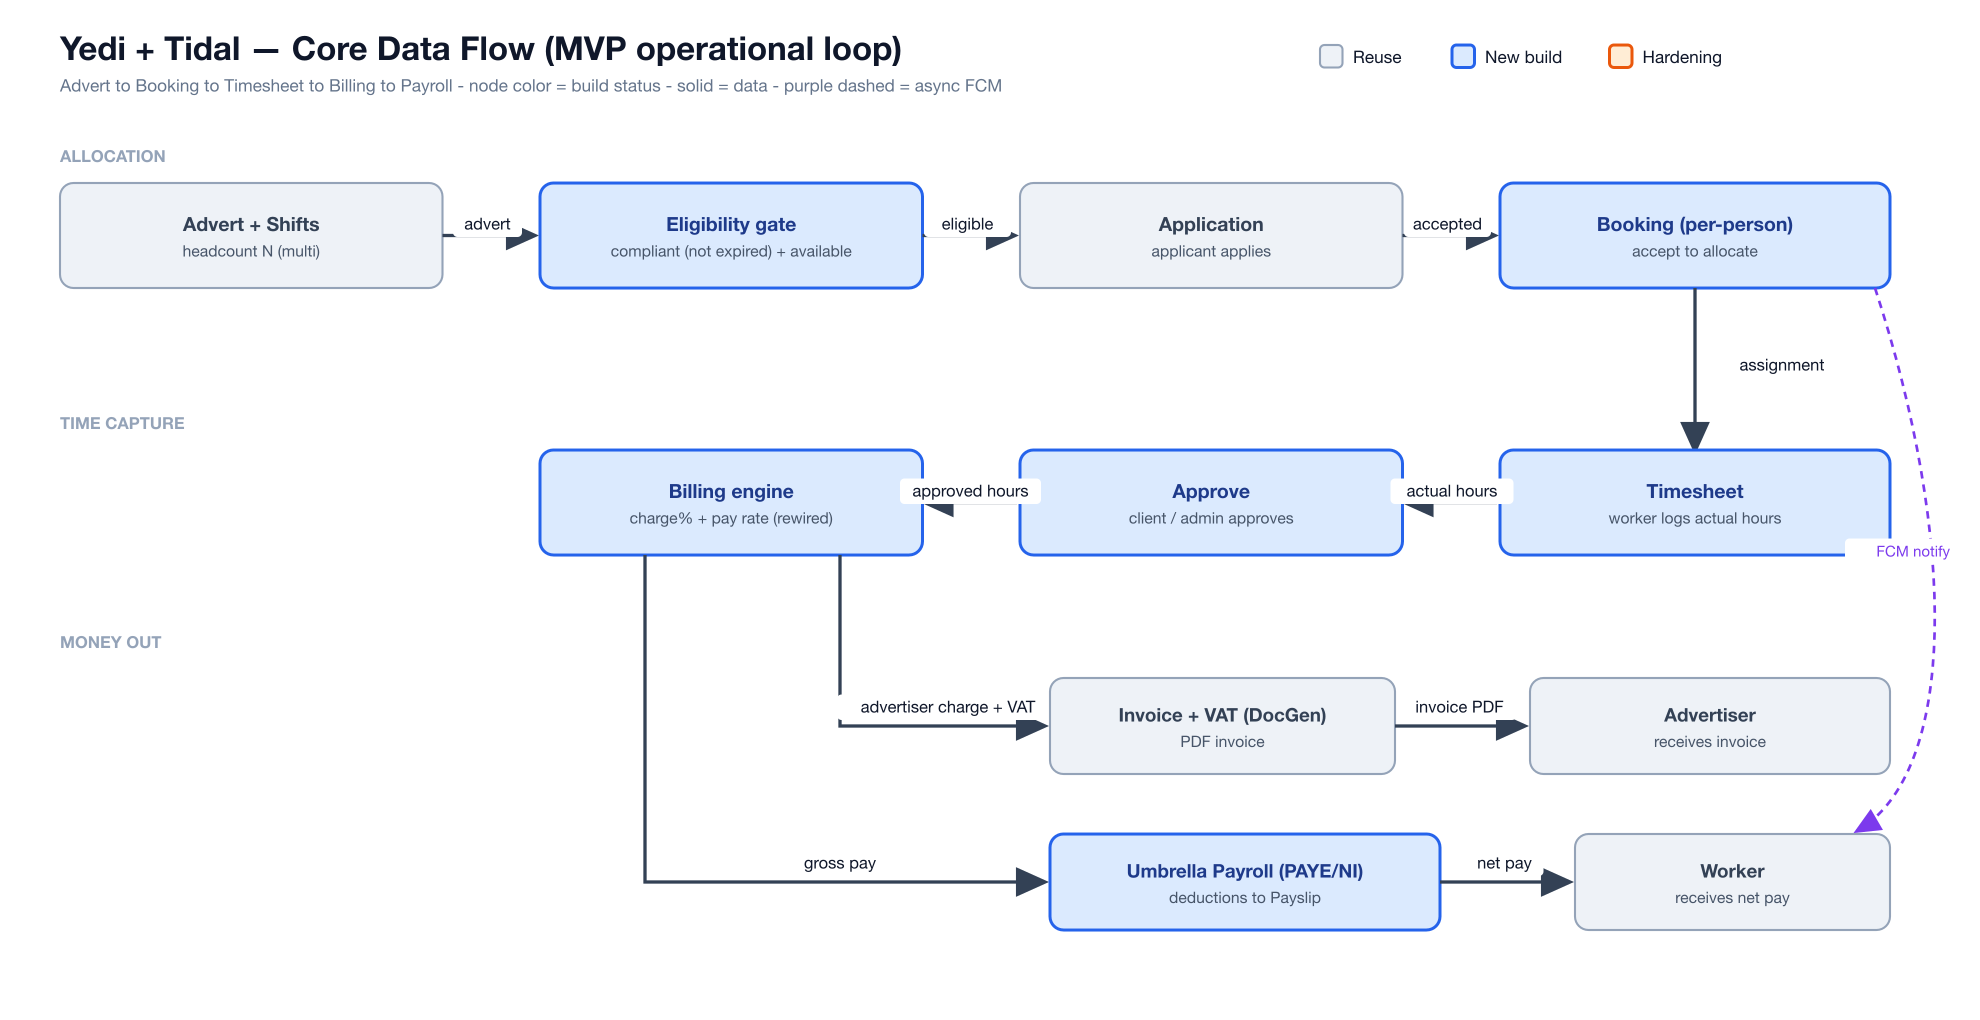 Yedi + Tidal — Core Data Flow (MVP operational loop)
Reuse
New build
Hardening
Advert to Booking to Timesheet to Billing to Payroll - node color = build status - solid = data - purple dashed = async FCM
ALLOCATION
Advert + Shifts
headcount N (multi)
advert
Eligibility gate
compliant (not expired) + available
eligible
Application
applicant applies
accepted
Booking (per-person)
accept to allocate
assignment
TIME CAPTURE
Billing engine
charge% + pay rate (rewired)
approved hours
Approve
client / admin approves
actual hours
Timesheet
worker logs actual hours
FCM notify
MONEY OUT
advertiser charge + VAT
Invoice + VAT (DocGen)
PDF invoice
invoice PDF
Advertiser
receives invoice
gross pay
Umbrella Payroll (PAYE/NI)
deductions to Payslip
net pay
Worker
receives net pay